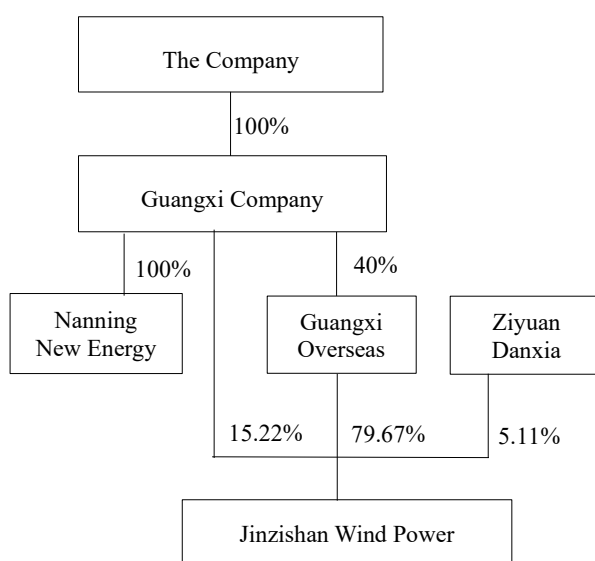 The Company
100%
Guangxi Company
100%
40%
Nanning
New Energy
Guangxi
Overseas
Ziyuan
Danxia
15.22%
79.67%
5.11%
Jinzishan Wind Power